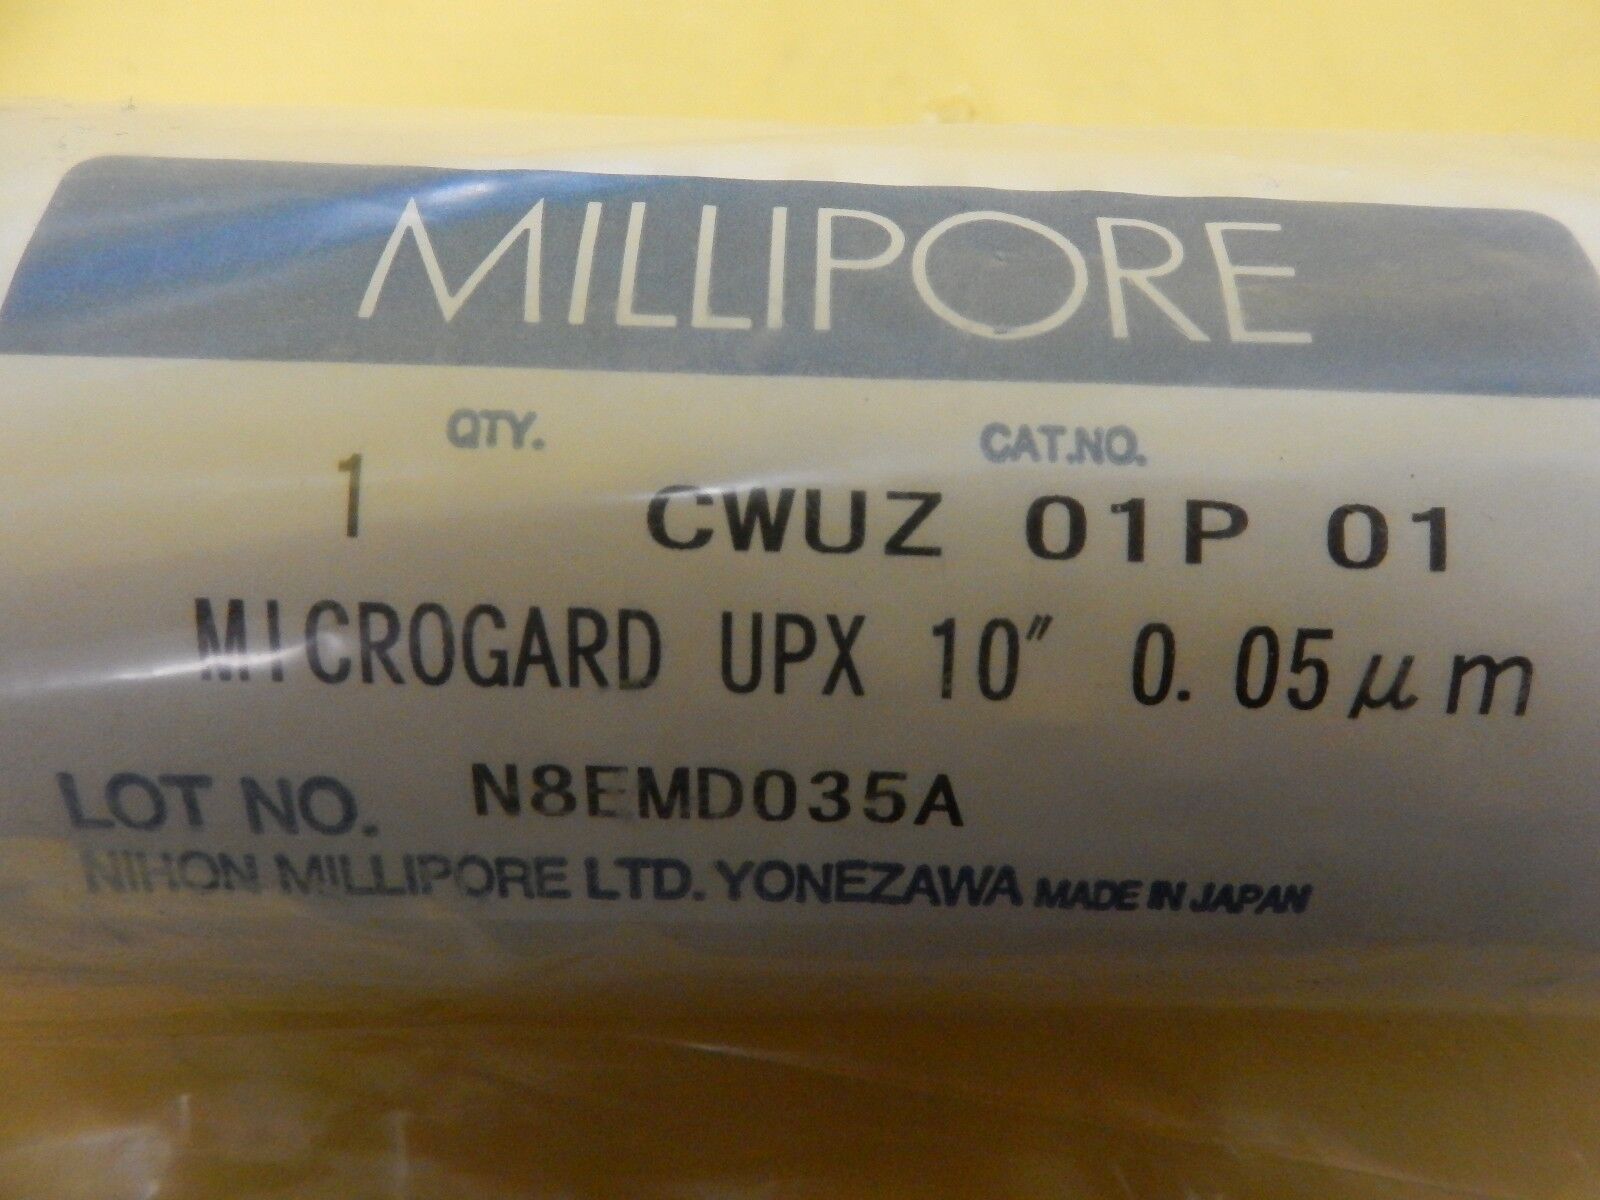 MILLIPORE
QTY. CAT.NO.
1 CWUZ 01P 01
MICROGARD UPX 10" 0.05μm
LOT NO. N8EMD035A
NIHON MILLIPORE LTD. YONEZAWA MADE IN JAPAN